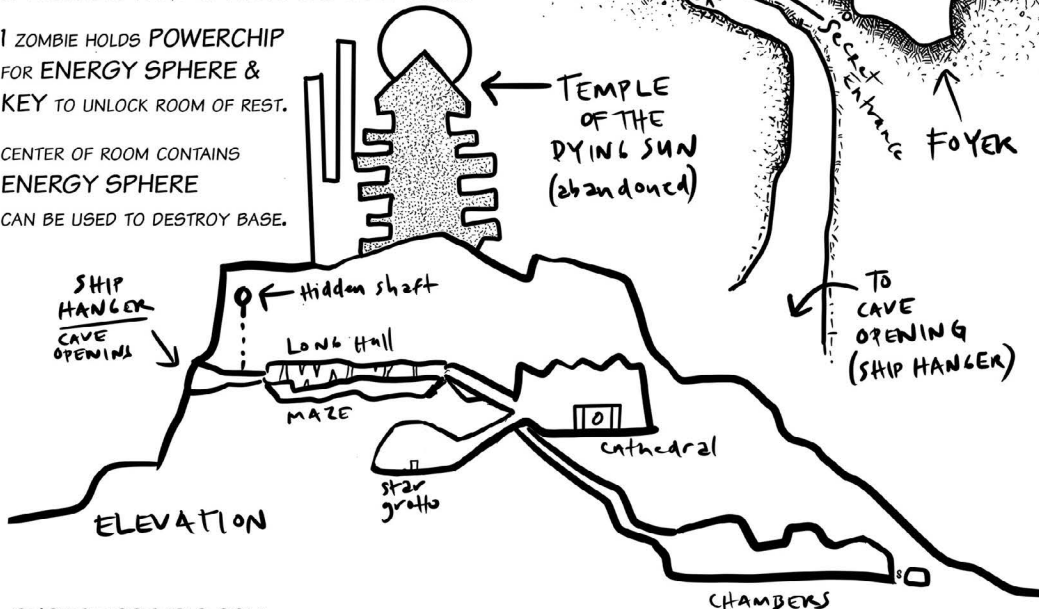 1 ZOMBIE HOLDS POWERCHIP
FOR ENERGY SPHERE &
KEY TO UNLOCK ROOM OF REST.
CENTER OF ROOM CONTAINS
ENERGY SPHERE
CAN BE USED TO DESTROY BASE.
TEMPLE
OF THE
DYING SUN
(abandoned)
Secret
Entrance
FOYER
SHIP
HANGER
CAVE
OPENING
Hidden shaft
LONG Hall
MAZE
TO
CAVE
OPENING
(SHIP HANGER)
Cathedral
star
grotto
ELEVATION
S
CHAMBERS